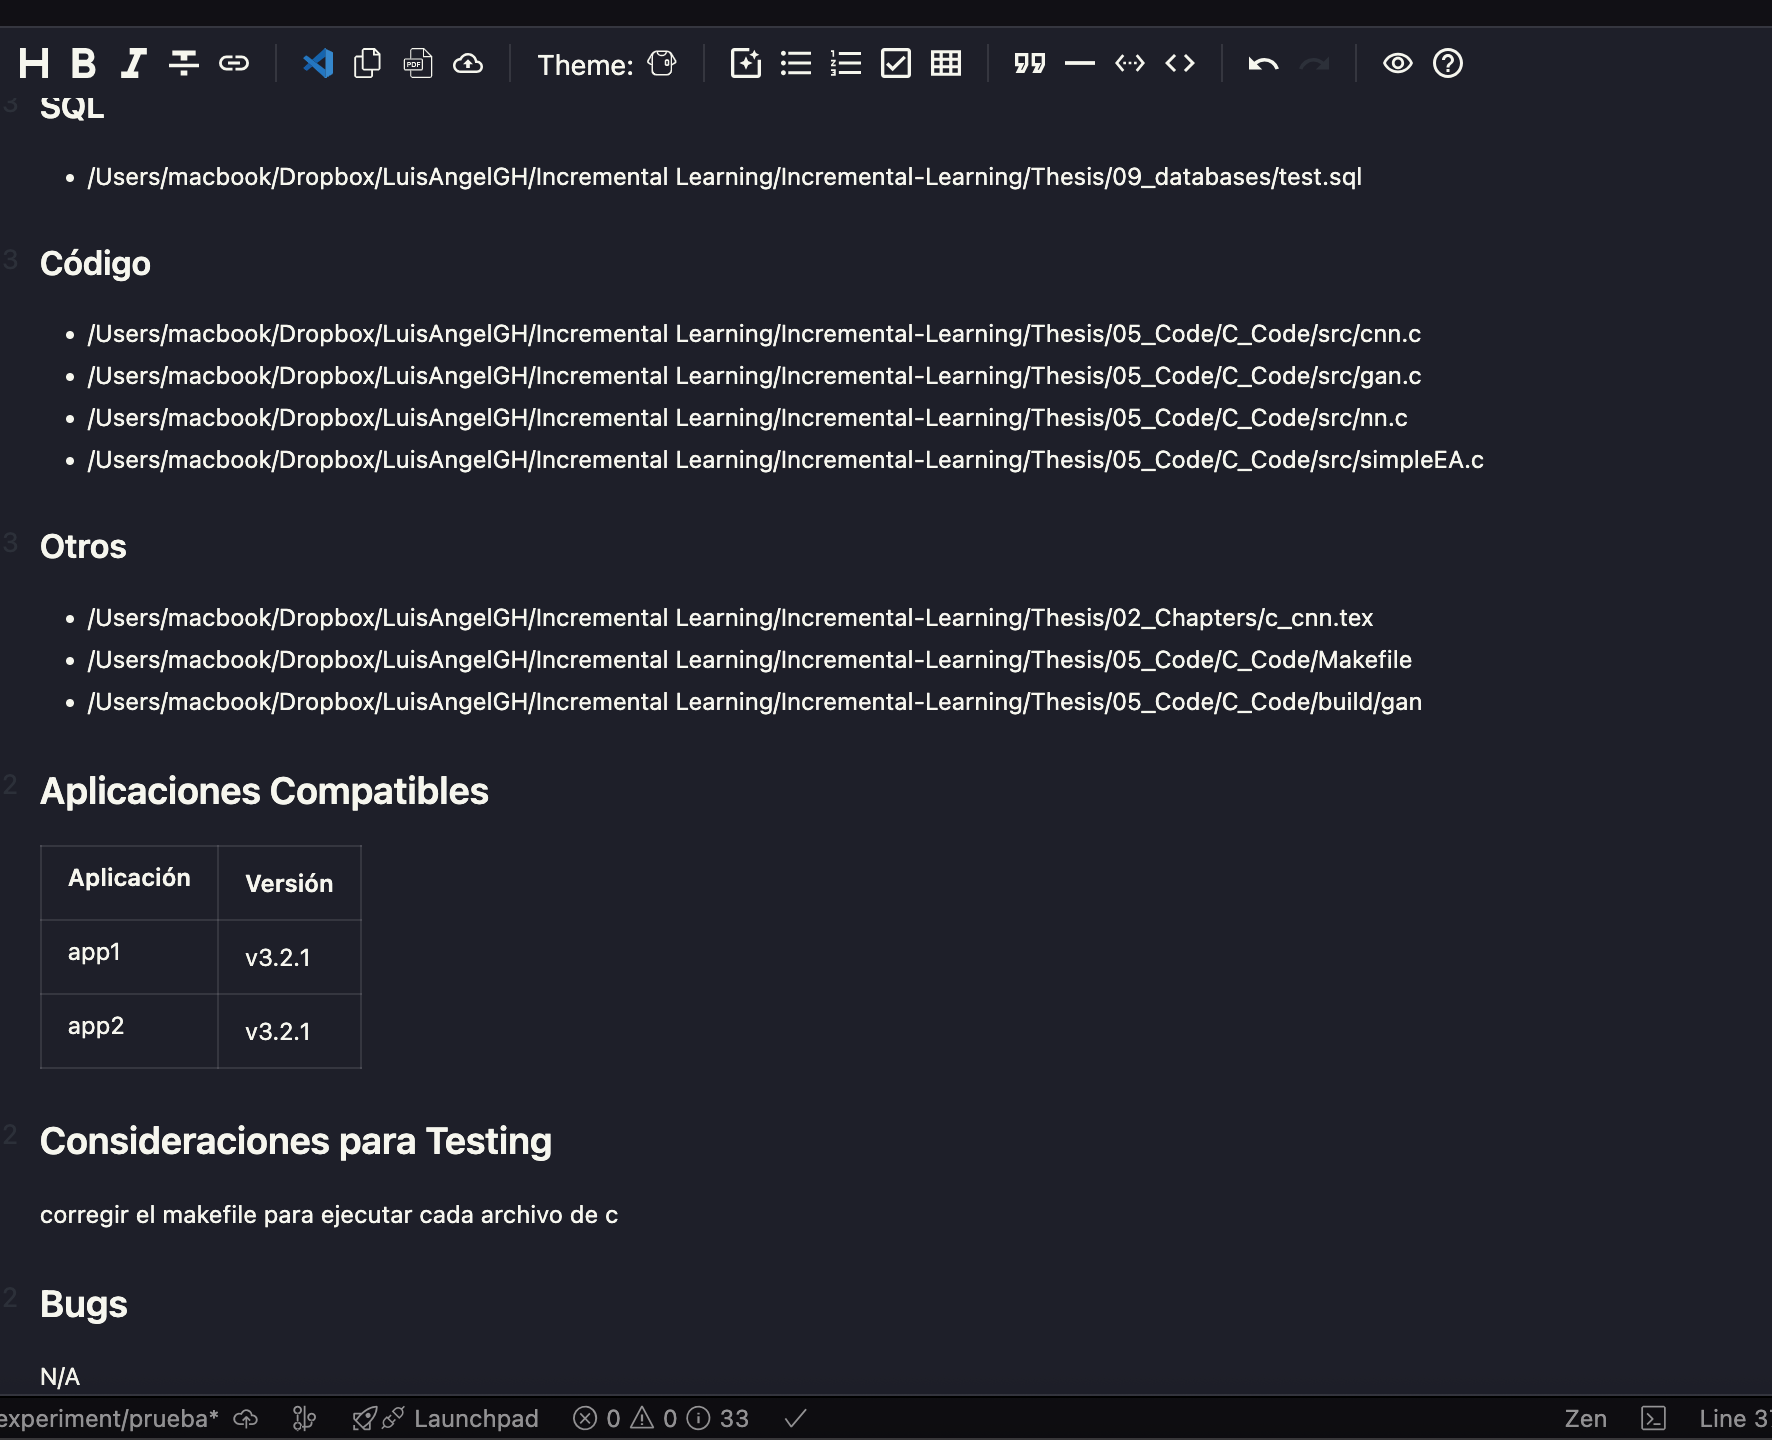 H B I Theme:
SQL
• /Users/macbook/Dropbox/LuisAngelGH/Incremental Learning/Incremental-Learning/Thesis/09_databases/test.sql
3 Código
• /Users/macbook/Dropbox/LuisAngelGH/Incremental Learning/Incremental-Learning/Thesis/05_Code/C_Code/src/cnn.c
• /Users/macbook/Dropbox/LuisAngelGH/Incremental Learning/Incremental-Learning/Thesis/05_Code/C_Code/src/gan.c
• /Users/macbook/Dropbox/LuisAngelGH/Incremental Learning/Incremental-Learning/Thesis/05_Code/C_Code/src/nn.c
• /Users/macbook/Dropbox/LuisAngelGH/Incremental Learning/Incremental-Learning/Thesis/05_Code/C_Code/src/simpleEA.c
3 Otros
• /Users/macbook/Dropbox/LuisAngelGH/Incremental Learning/Incremental-Learning/Thesis/02_Chapters/c_cnn.tex
• /Users/macbook/Dropbox/LuisAngelGH/Incremental Learning/Incremental-Learning/Thesis/05_Code/C_Code/Makefile
• /Users/macbook/Dropbox/LuisAngelGH/Incremental Learning/Incremental-Learning/Thesis/05_Code/C_Code/build/gan
2 Aplicaciones Compatibles
Aplicación Versión
app1 v3.2.1
app2 v3.2.1
2 Consideraciones para Testing
corregir el makefile para ejecutar cada archivo de c
2 Bugs
N/A
experiment/prueba* Launchpad 0 0 33 Zen Line 37